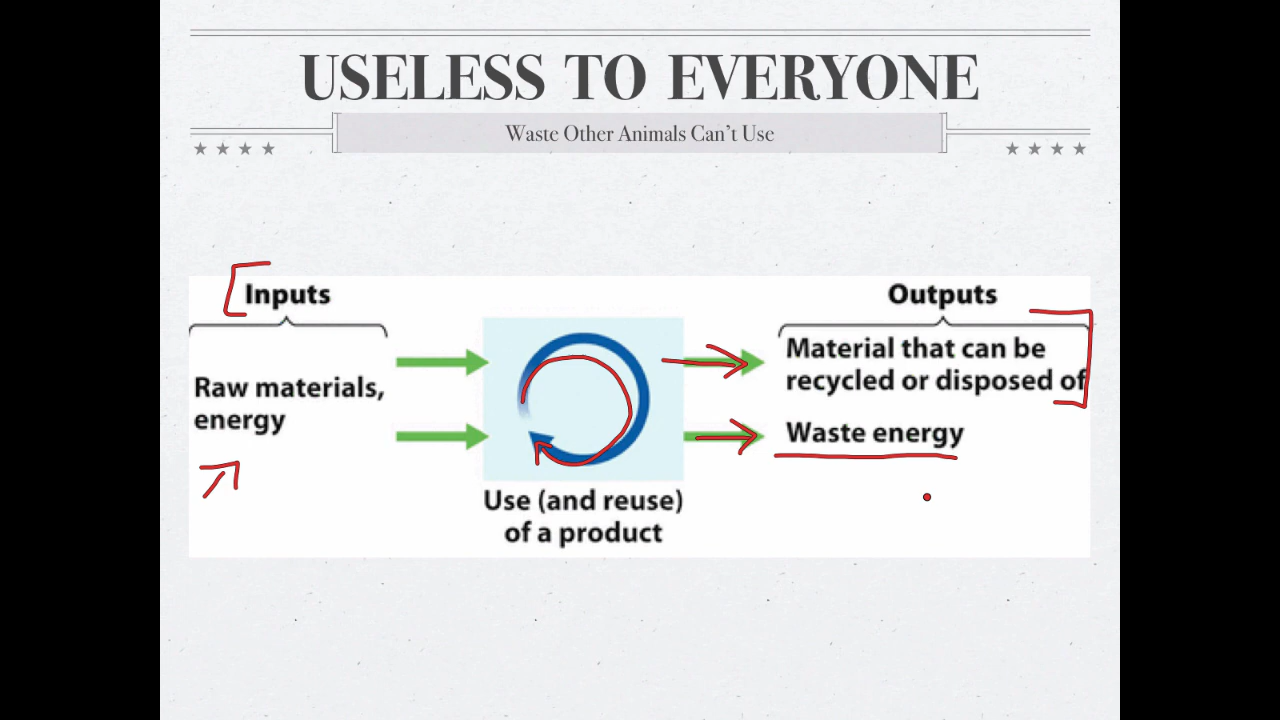 USELESS TO EVERYONE
Waste Other Animals Can't Use
Inputs
Raw materials,
energy
Use (and reuse)
of a product
Outputs
Material that can be
recycled or disposed of
Waste energy